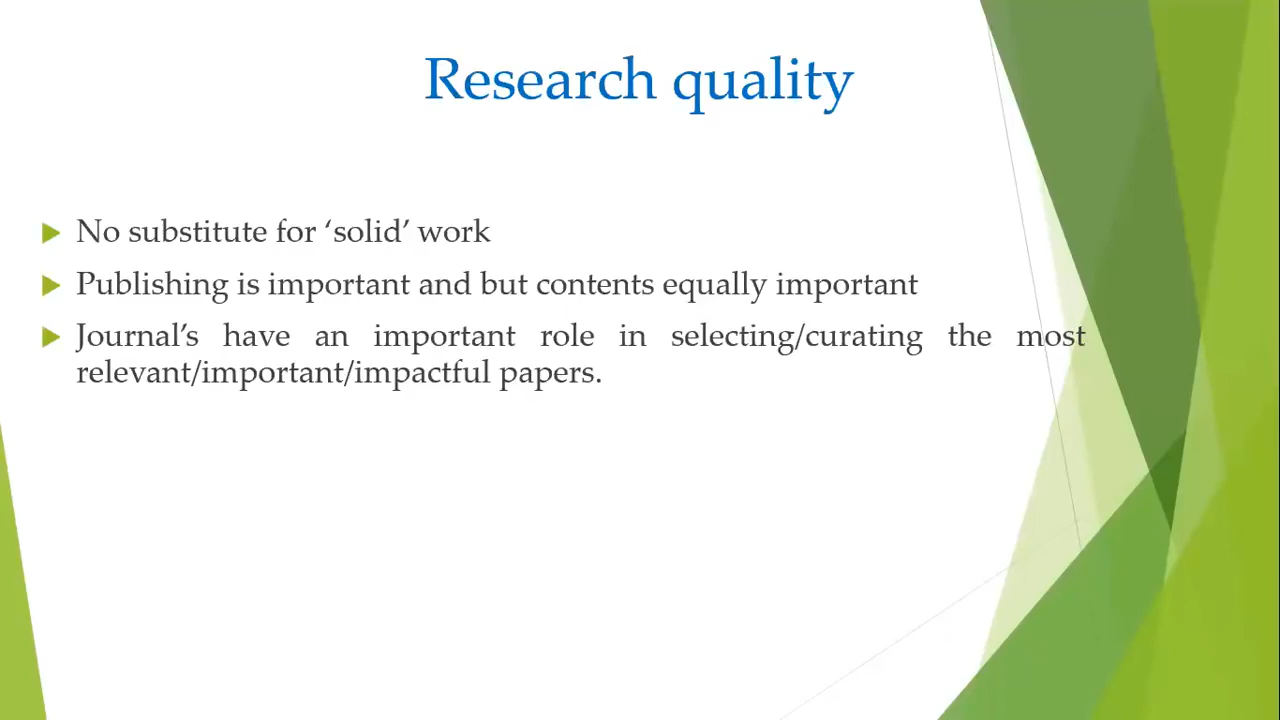 Research quality
No substitute for ‘solid’ work
Publishing is important and but contents equally important
Journal’s have an important role in selecting/curating the most
relevant/important/impactful papers.